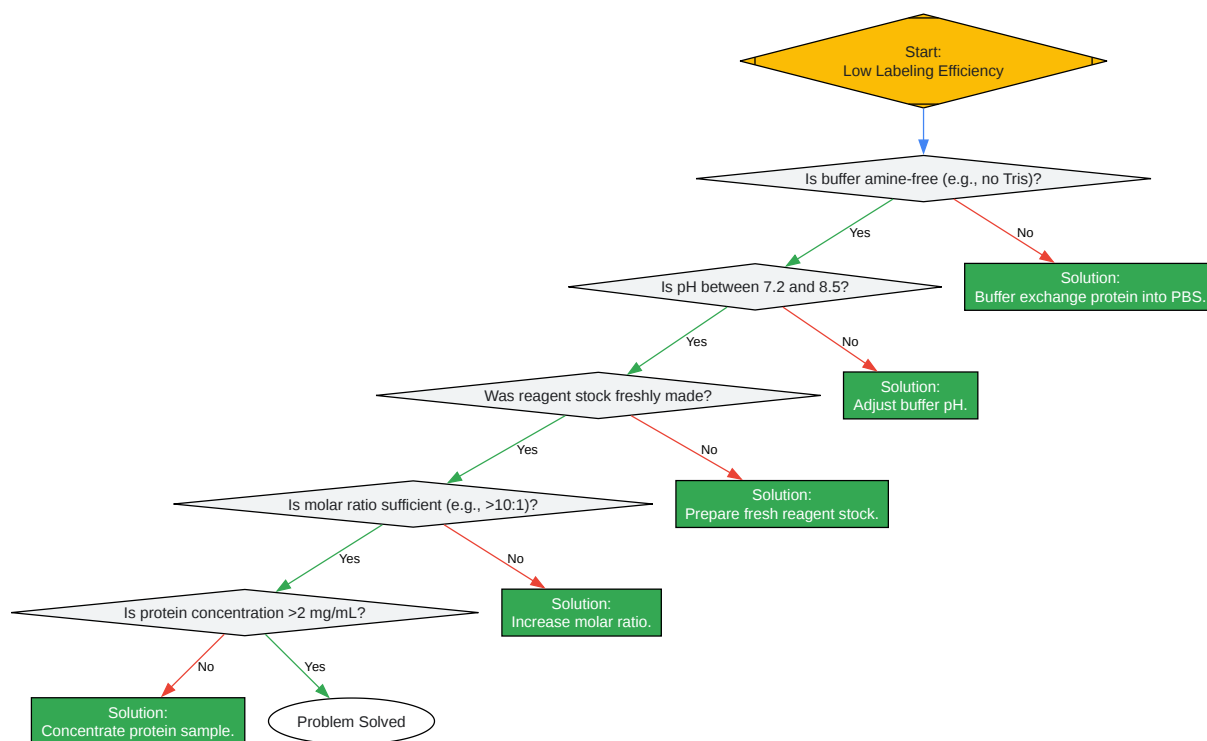 Start:
Low Labeling Efficiency
Is buffer amine-free (e.g., no Tris)?
Yes
No
Solution:
Buffer exchange protein into PBS.
Is pH between 7.2 and 8.5?
Yes
No
Solution:
Adjust buffer pH.
Was reagent stock freshly made?
Yes
No
Solution:
Prepare fresh reagent stock.
Is molar ratio sufficient (e.g., >10:1)?
Yes
No
Solution:
Increase molar ratio.
Is protein concentration >2 mg/mL?
No
Yes
Solution:
Concentrate protein sample.
Problem Solved